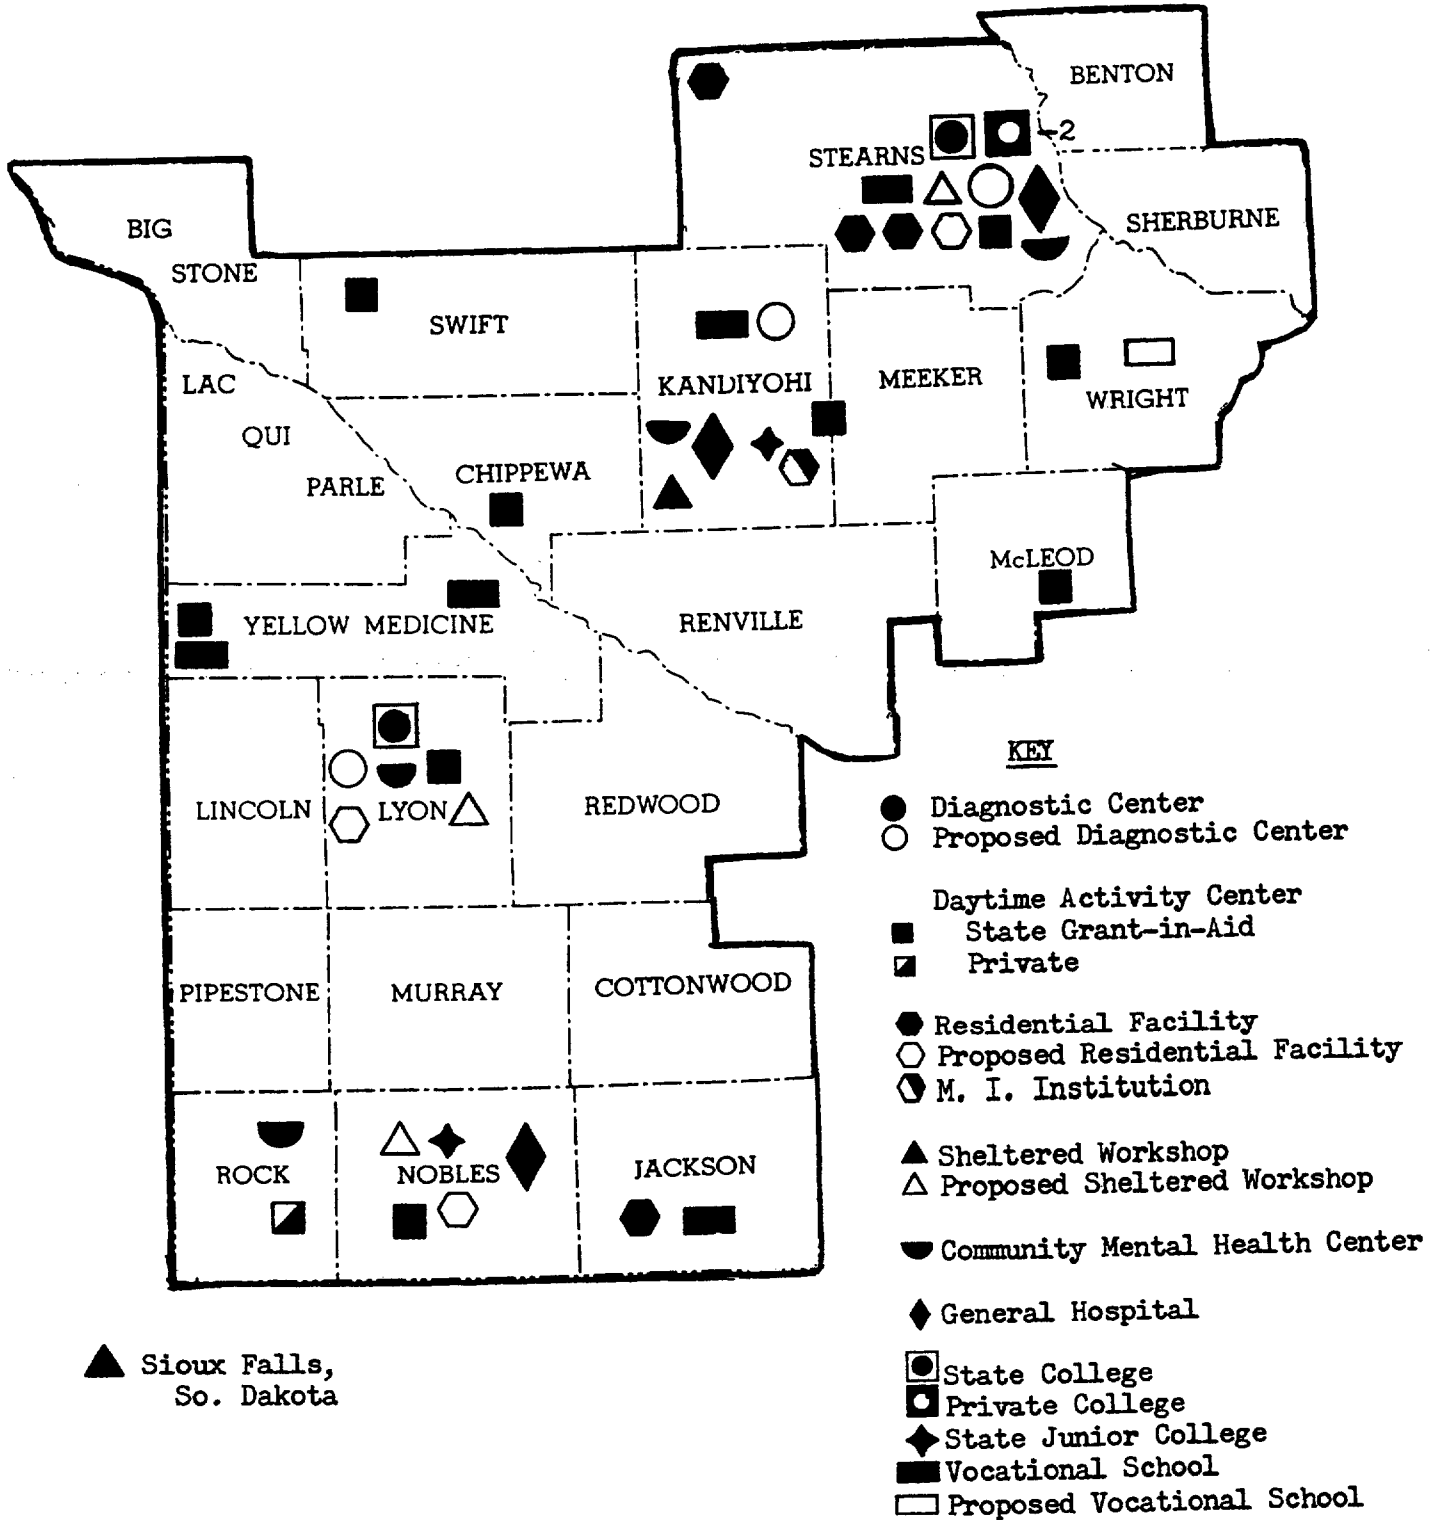 BENTON
-2
STEARNS
SHERBURNE
BIG
STONE
SWIFT
LAC
KANDIYOHI
MEEKER
WRIGHT
QUI
CHIPPEWA
PARLE
McLEOD
YELLOW MEDICINE
RENVILLE
KEY
LINCOLN
LYON
REDWOOD
Diagnostic Center
Proposed Diagnostic Center
Daytime Activity Center
State Grant-in-Aid
Private
PIPESTONE
MURRAY
COTTONWOOD
Residential Facility
Proposed Residential Facility
M. I. Institution
ROCK
NOBLES
JACKSON
Sheltered Workshop
Proposed Sheltered Workshop
Community Mental Health Center
General Hospital
Sioux Falls,
So. Dakota
State College
Private College
State Junior College
Vocational School
Proposed Vocational School